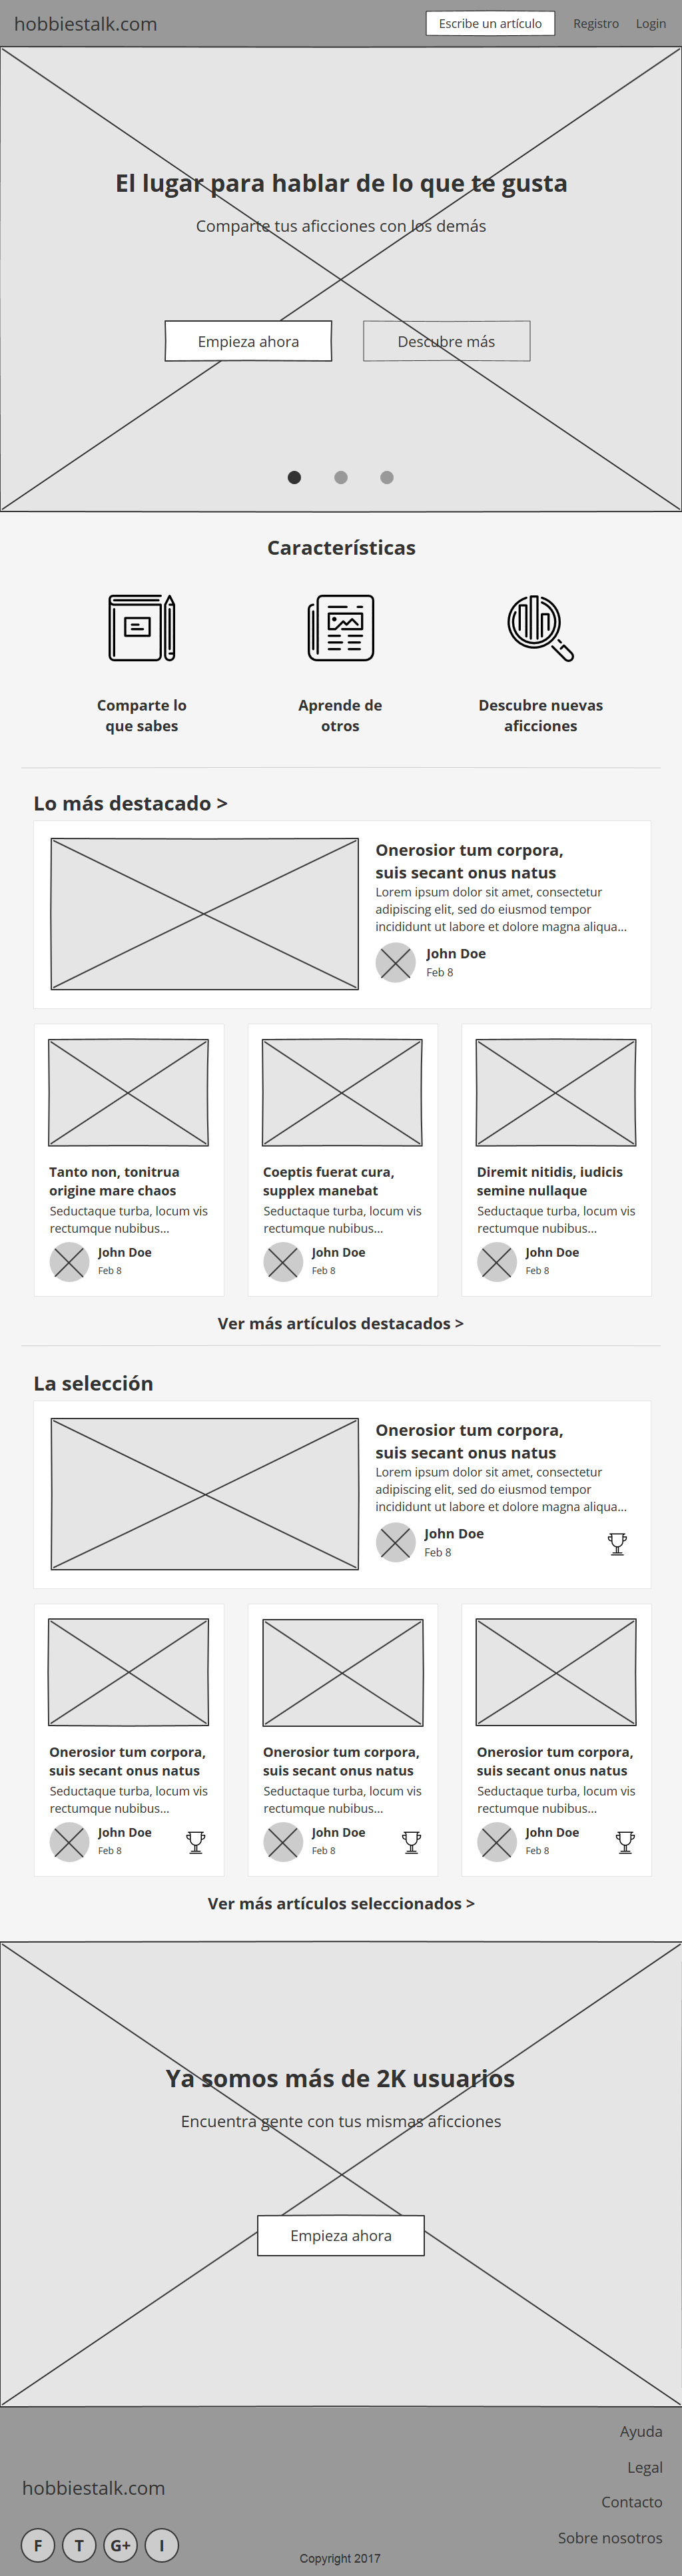 hobbiestalk.com
Escribe un artículo
Registro
Login
El lugar para hablar de lo que te gusta
Comparte tus aficciones con los demás
Empieza ahora
Descubre más
Características
Comparte lo
que sabes
Aprende de
otros
Descubre nuevas
aficciones
Lo más destacado >
Onerosior tum corpora,
suis secant onus natus
Lorem ipsum dolor sit amet, consectetur
adipiscing elit, sed do eiusmod tempor
incididunt ut labore et dolore magna aliqua...
John Doe
Feb 8
Tanto non, tonitrua
origine mare chaos
Seductaque turba, locum vis
rectumque nubibus...
John Doe
Feb 8
Coeptis fuerat cura,
supplex manebat
Seductaque turba, locum vis
rectumque nubibus...
John Doe
Feb 8
Diremit nitidis, iudicis
semine nullaque
Seductaque turba, locum vis
rectumque nubibus...
John Doe
Feb 8
Ver más artículos destacados >
La selección
Onerosior tum corpora,
suis secant onus natus
Lorem ipsum dolor sit amet, consectetur
adipiscing elit, sed do eiusmod tempor
incididunt ut labore et dolore magna aliqua...
John Doe
Feb 8
Onerosior tum corpora,
suis secant onus natus
Seductaque turba, locum vis
rectumque nubibus...
John Doe
Feb 8
Onerosior tum corpora,
suis secant onus natus
Seductaque turba, locum vis
rectumque nubibus...
John Doe
Feb 8
Onerosior tum corpora,
suis secant onus natus
Seductaque turba, locum vis
rectumque nubibus...
John Doe
Feb 8
Ver más artículos seleccionados >
Ya somos más de 2K usuarios
Encuentra gente con tus mismas aficciones
Empieza ahora
Ayuda
Legal
Contacto
Sobre nosotros
hobbiestalk.com
F
T
G+
I
Copyright 2017